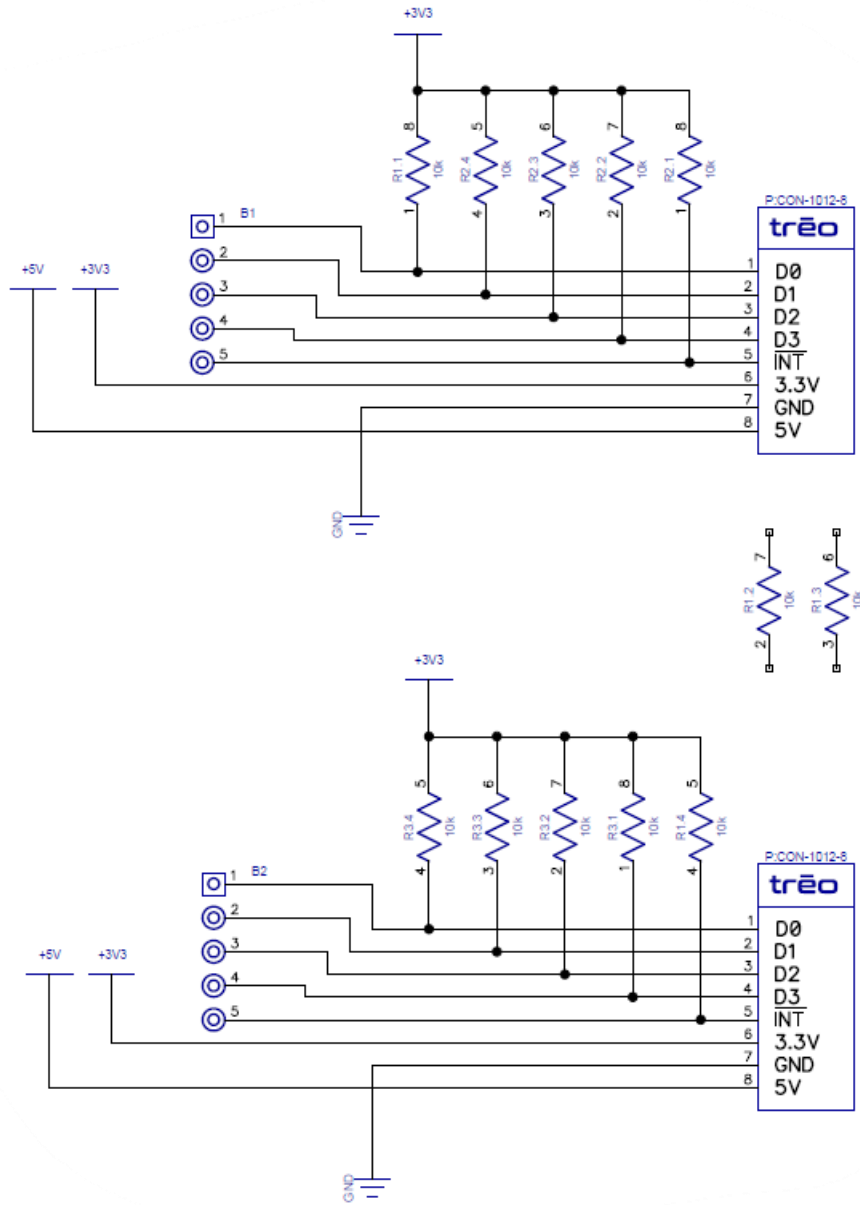 +3V3
8 5 6 7 8
R1.1 10k R2.4 10k R2.3 10k R2.2 10k R2.1 10k
1 4 3 2 1
P:CON-1012-8
trēo
1 B1
2
3
4
5
+5V +3V3
1 D0
2 D1
3 D2
4 D3
5 INT
6 3.3V
7 GND
8 5V
GND
7 6
R1.2 10k R1.3 10k
2 3
+3V3
5 6 7 8 5
R3.4 10k R3.3 10k R3.2 10k R3.1 10k R1.4 10k
4 3 2 1 4
P:CON-1012-8
trēo
1 B2
2
3
4
5
+5V +3V3
1 D0
2 D1
3 D2
4 D3
5 INT
6 3.3V
7 GND
8 5V
GND